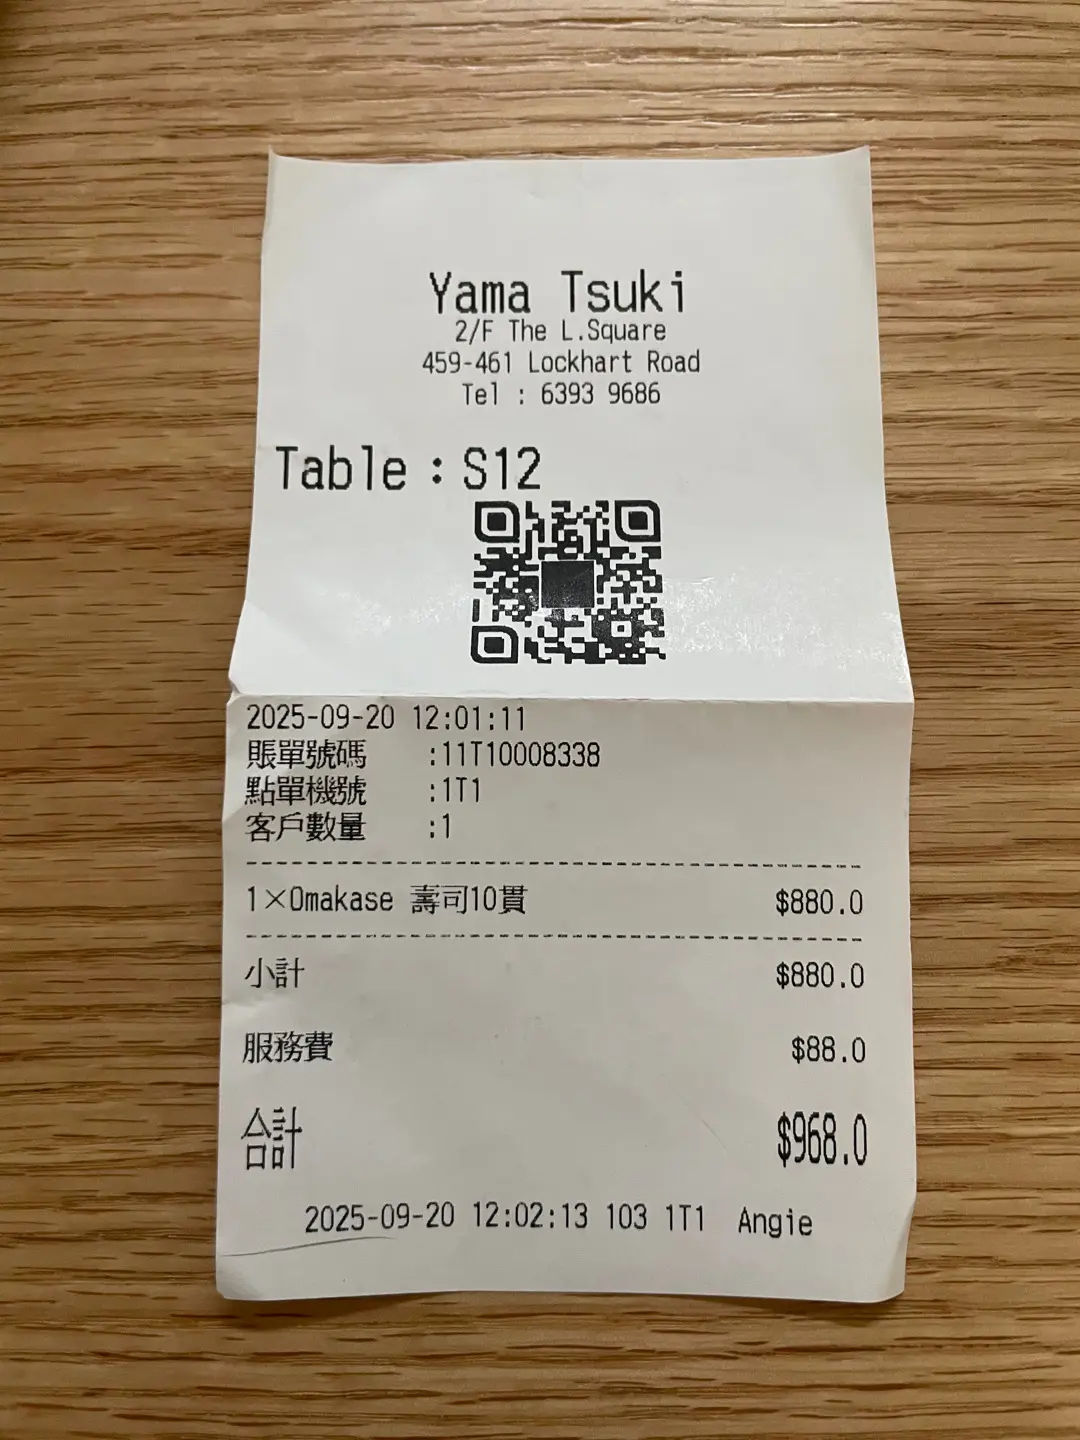 Yama Tsuki
2/F The L.Square
459-461 Lockhart Road
Tel : 6393 9686
Table : S12
2025-09-20 12:01:11
賬單號碼 :11T10008338
點單機號 :1T1
客戶數量 :1
1×Omakase 壽司10貫 $880.0
小計 $880.0
服務費 $88.0
合計 $968.0
2025-09-20 12:02:13 103 1T1 Angie